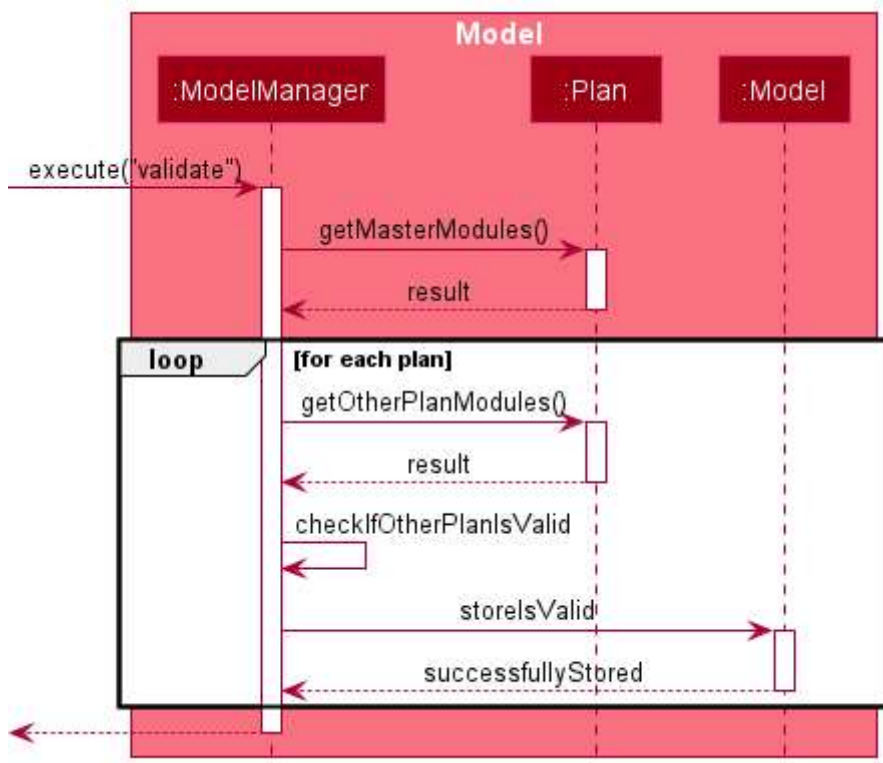 Model
:ModelManager
:Plan
:Model
execute("validate")
getMasterModules()
result
loop
[for each plan]
getOtherPlanModules()
result
checkIfOtherPlanIsValid
storeIsValid
successfullyStored